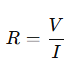 R = V/I